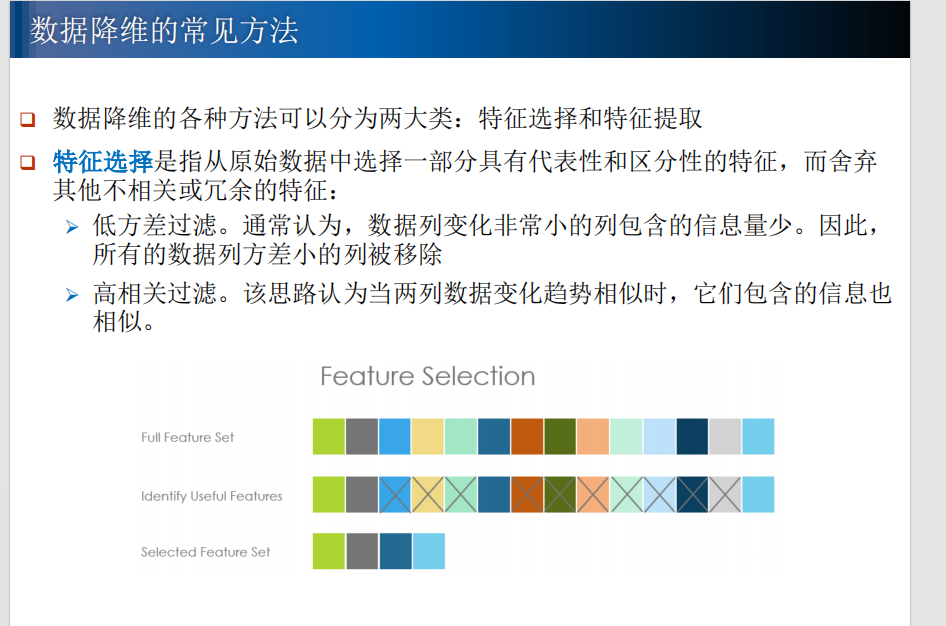 数据降维的常见方法
数据降维的各种方法可以分为两大类：特征选择和特征提取
特征选择是指从原始数据中选择一部分具有代表性和区分性的特征，而舍弃
其他不相关或冗余的特征：
低方差过滤。通常认为，数据列变化非常小的列包含的信息量少。因此，
所有的数据列方差小的列被移除
高相关过滤。该思路认为当两列数据变化趋势相似时，它们包含的信息也
相似。
Feature Selection
Full Feature Set
Identify Useful Features
Selected Feature Set